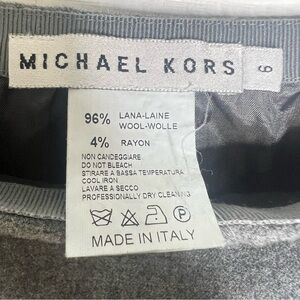 MICHAEL KORS
6
96% LANA-LAINE
WOOL-WOLLE
4% RAYON
NON CANDEGGIARE
DO NOT BLEACH
STIRARE A BASSA TEMPERATURA
COOL IRON
LAVARE A SECCO
PROFESSIONALLY DRY CLEANING
P
MADE IN ITALY